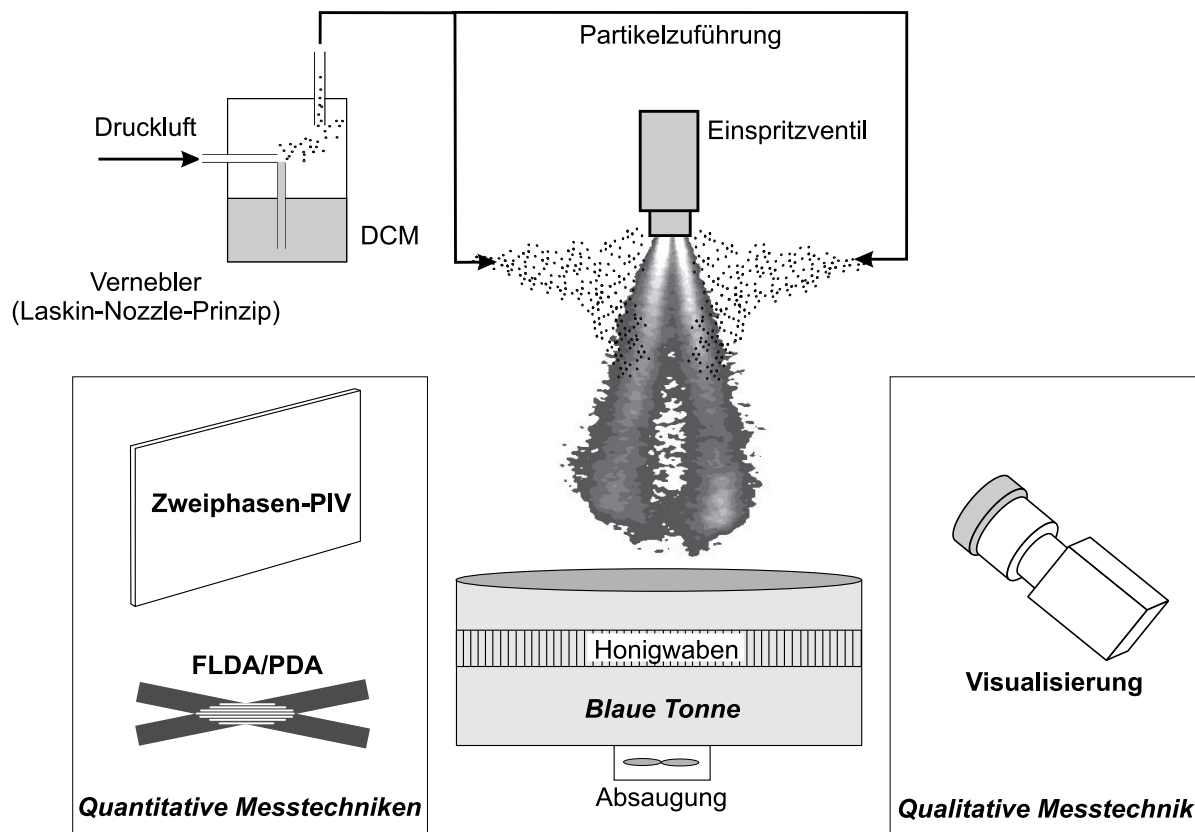 Partikelzuführung
Druckluft
Einspritzventil
DCM
Vernebler
(Laskin-Nozzle-Prinzip)
Zweiphasen-PIV
FLDA/PDA
Quantitative Messtechniken
Honigwaben
Blaue Tonne
Absaugung
Visualisierung
Qualitative Messtechnik